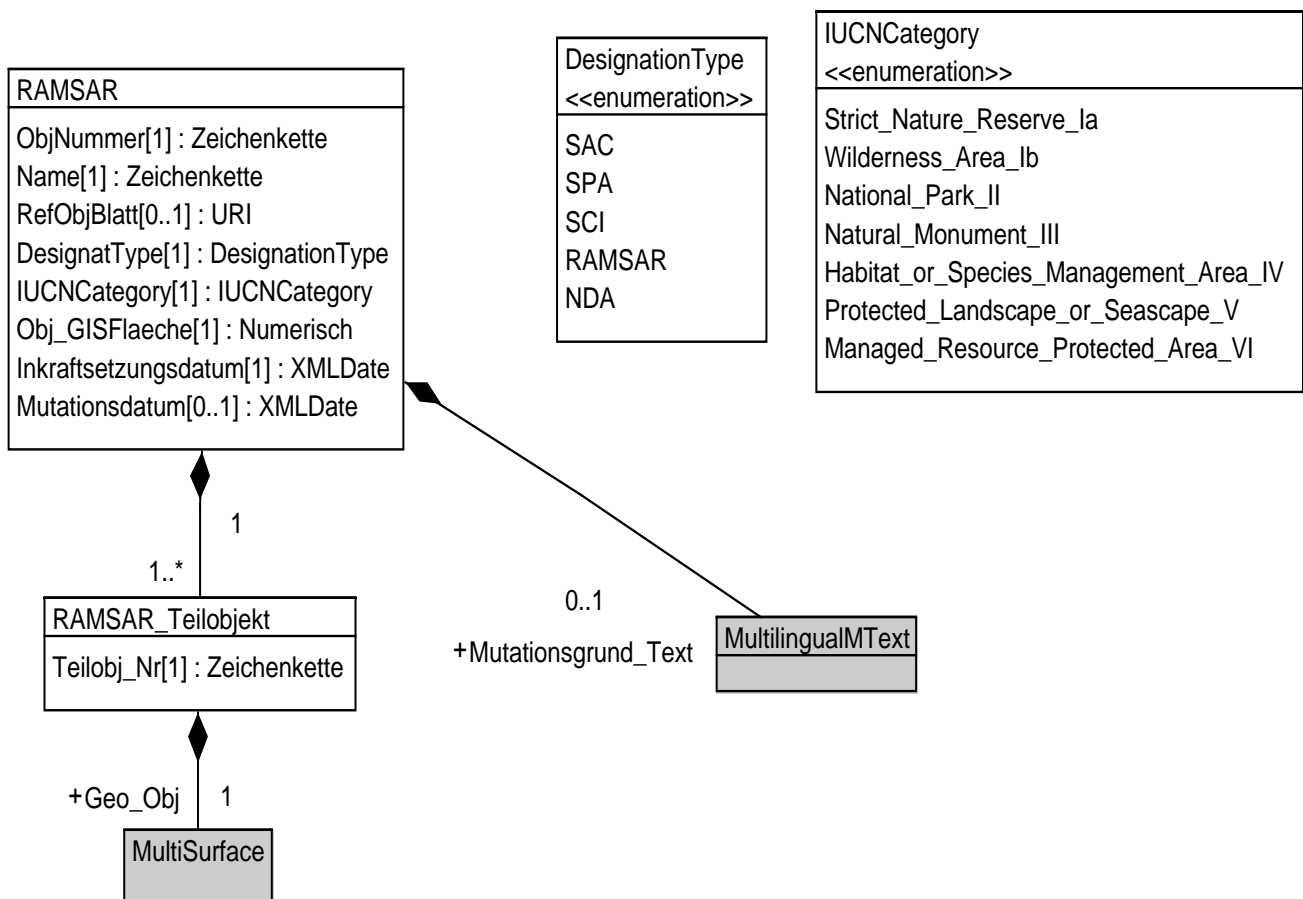 RAMSAR
ObjNummer[1] : Zeichenkette
Name[1] : Zeichenkette
RefObjBlatt[0..1] : URI
DesignatType[1] : DesignationType
IUCNCategory[1] : IUCNCategory
Obj_GISFlaeche[1] : Numerisch
Inkraftsetzungsdatum[1] : XMLDate
Mutationsdatum[0..1] : XMLDate
DesignationType
<<enumeration>>
SAC
SPA
SCI
RAMSAR
NDA
IUCNCategory
<<enumeration>>
Strict_Nature_Reserve_Ia
Wilderness_Area_Ib
National_Park_II
Natural_Monument_III
Habitat_or_Species_Management_Area_IV
Protected_Landscape_or_Seascape_V
Managed_Resource_Protected_Area_VI
1
1..*
RAMSAR_Teilobjekt
Teilobj_Nr[1] : Zeichenkette
0..1
+Mutationsgrund_Text
MultilingualMText
+Geo_Obj
1
MultiSurface